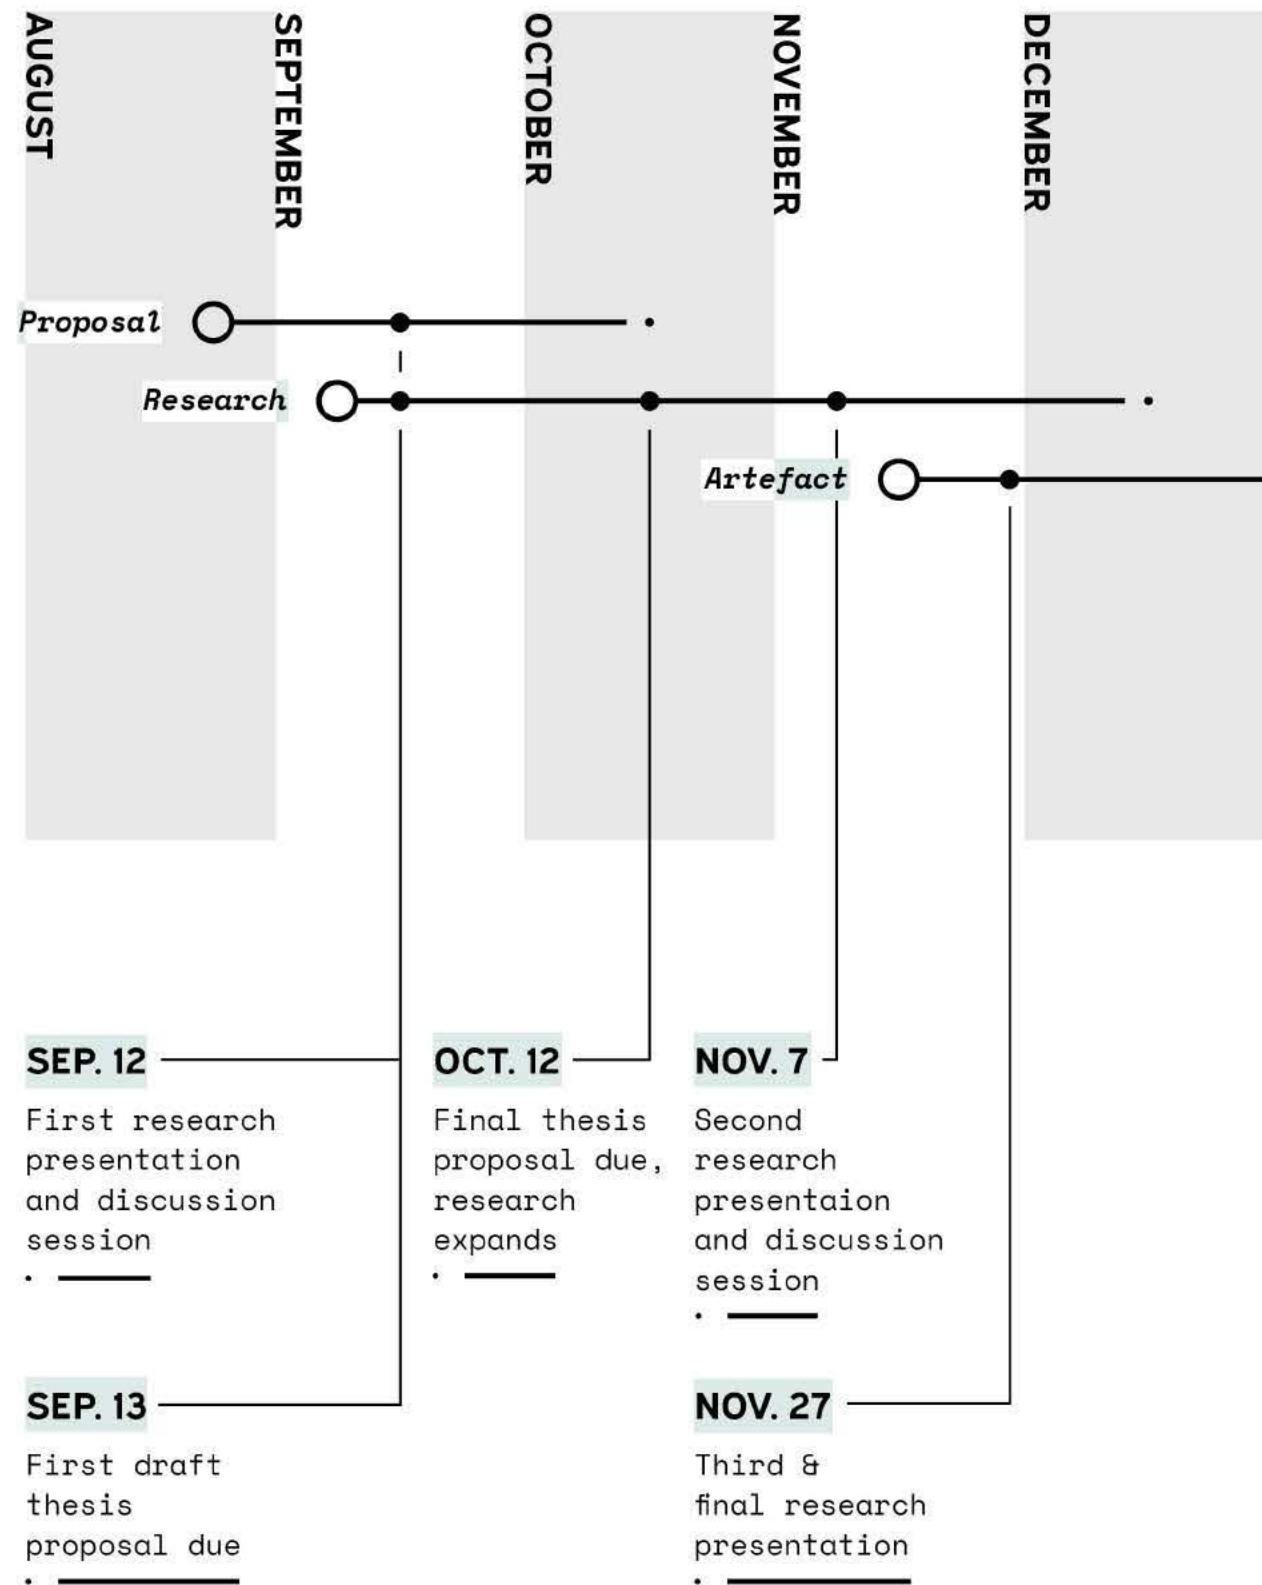 AUGUST
SEPTEMBER
OCTOBER
NOVEMBER
DECEMBER
Proposal
Research
Artefact
SEP. 12
First research
presentation
and discussion
session
OCT. 12
Final thesis
proposal due,
research
expands
NOV. 7
Second
research
presentaion
and discussion
session
SEP. 13
First draft
thesis
proposal due
NOV. 27
Third &
final research
presentation